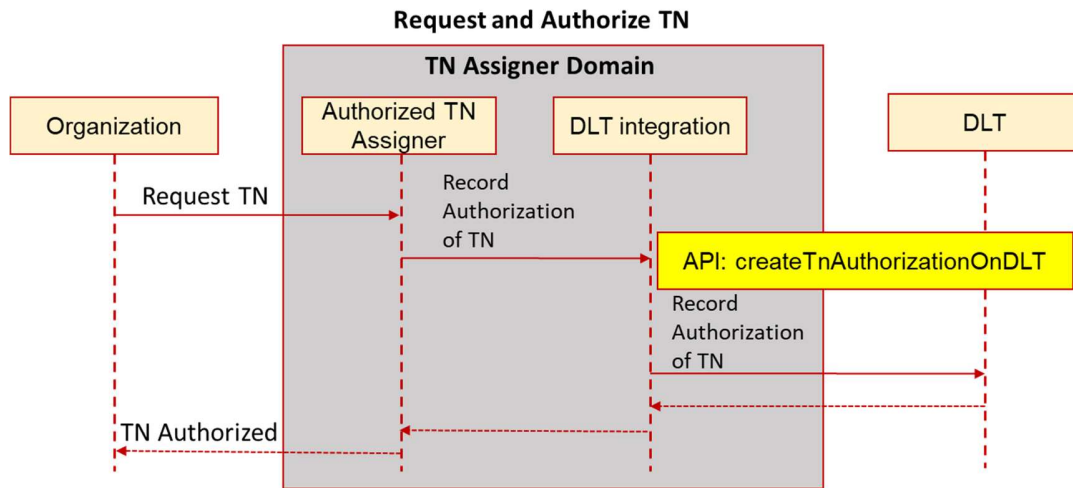 Request and Authorize TN
TN Assigner Domain
Organization
Authorized TN
Assigner
DLT integration
DLT
Request TN
Record
Authorization
of TN
API: createTnAuthorizationOnDLT
Record
Authorization
of TN
TN Authorized